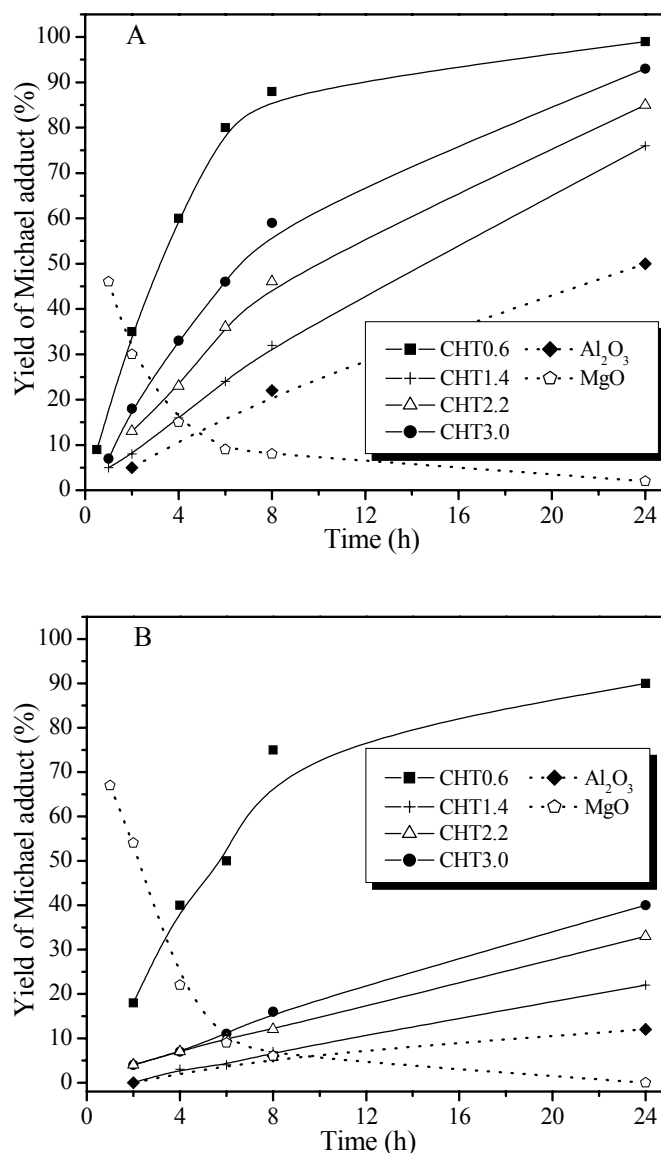 A
Yield of Michael adduct (%)
100
90
80
70
60
50
40
30
20
10
0
CHT0.6
CHT1.4
CHT2.2
CHT3.0
Al₂O₃
MgO
0 4 8 12 16 20 24
Time (h)
B
Yield of Michael adduct (%)
100
90
80
70
60
50
40
30
20
10
0
CHT0.6
CHT1.4
CHT2.2
CHT3.0
Al₂O₃
MgO
0 4 8 12 16 20 24
Time (h)